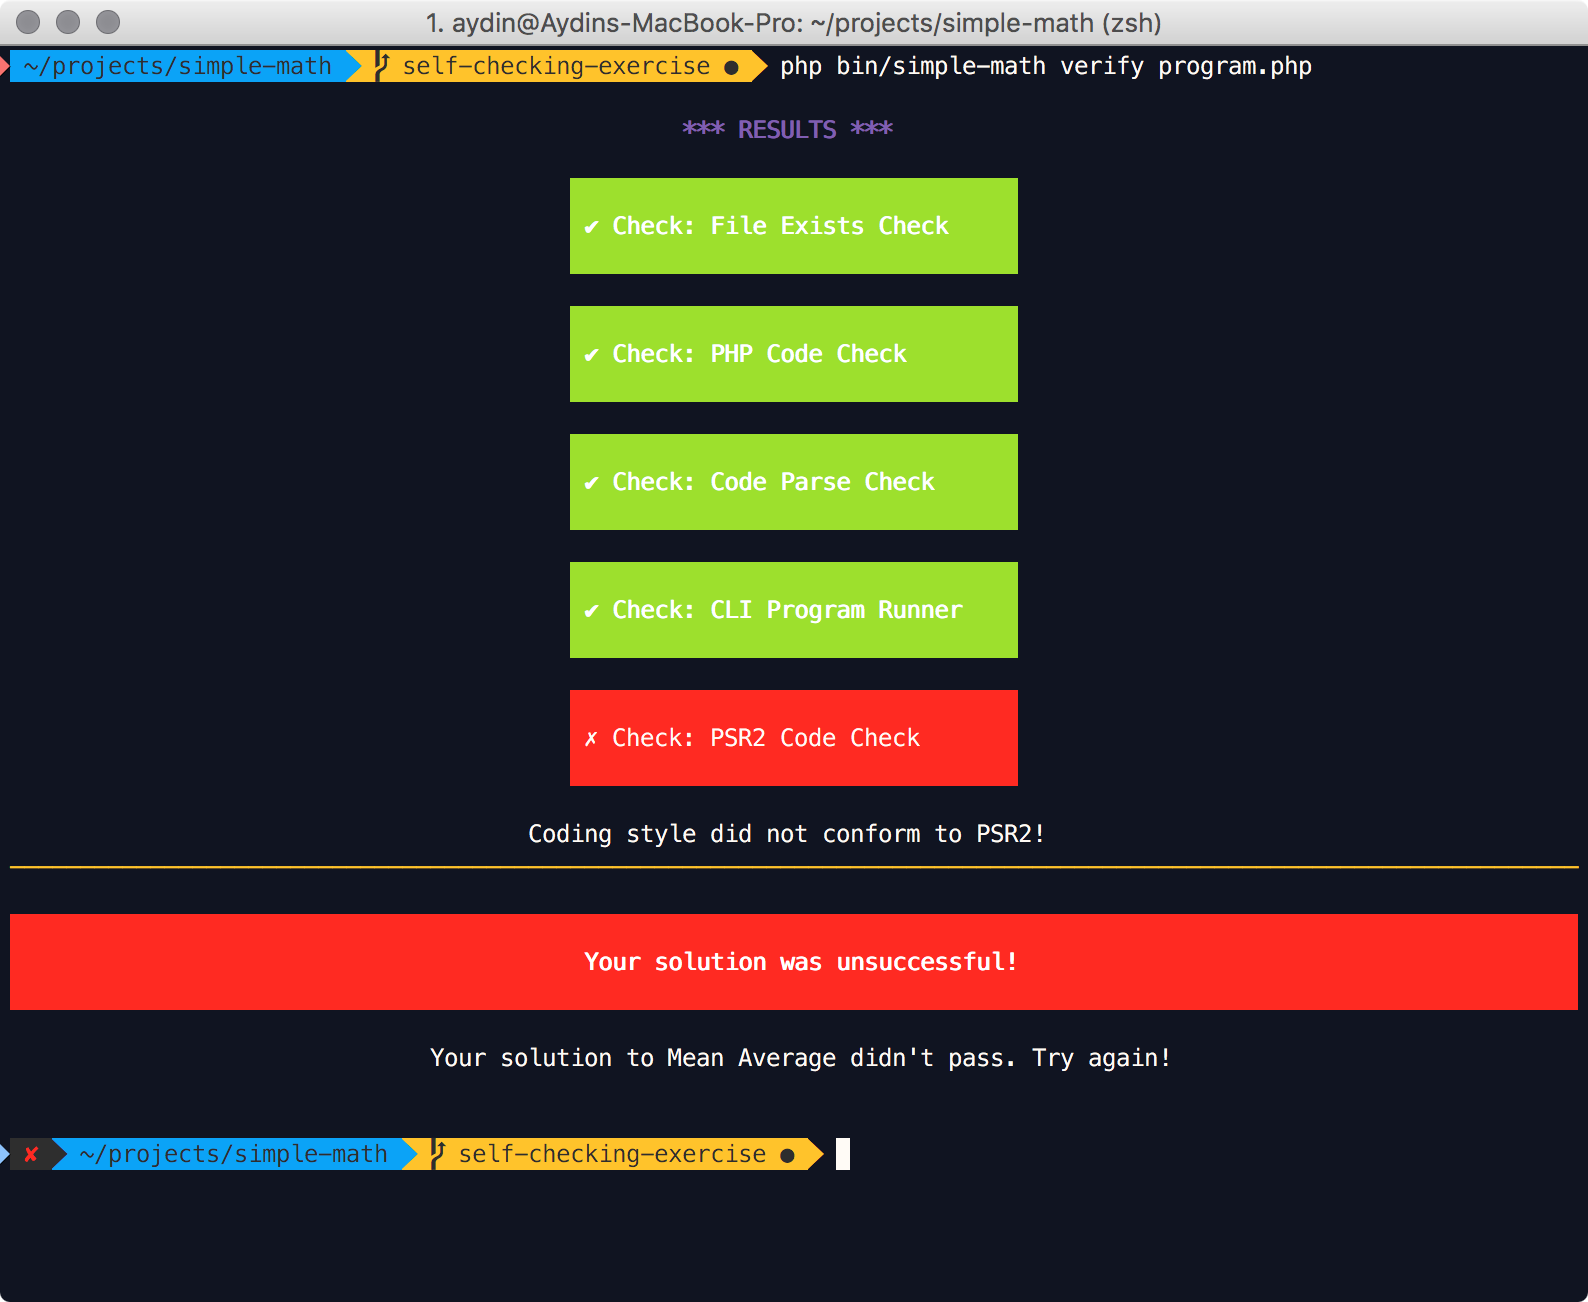 1. aydin@Aydins-MacBook-Pro: ~/projects/simple-math (zsh)
~/projects/simple-math self-checking-exercise ● php bin/simple-math verify program.php
*** RESULTS ***
✔ Check: File Exists Check
✔ Check: PHP Code Check
✔ Check: Code Parse Check
✔ Check: CLI Program Runner
✗ Check: PSR2 Code Check
Coding style did not conform to PSR2!
Your solution was unsuccessful!
Your solution to Mean Average didn't pass. Try again!
✘ ~/projects/simple-math self-checking-exercise ●